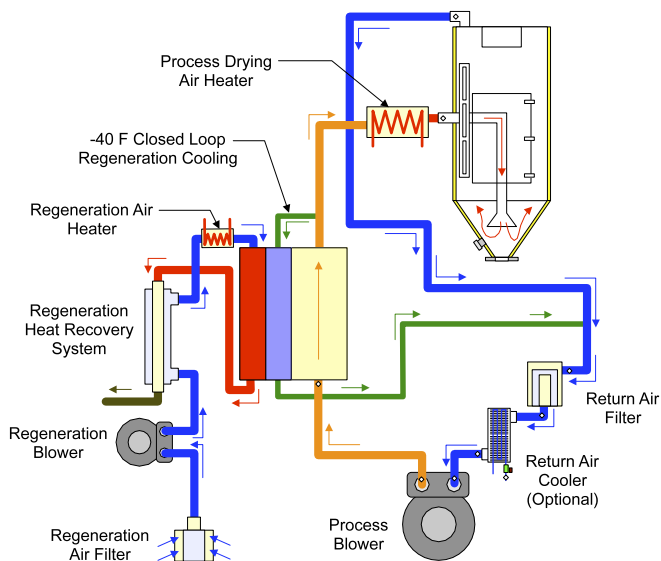 Process Drying
Air Heater
-40 F Closed Loop
Regeneration Cooling
Regeneration Air
Heater
Regeneration
Heat Recovery
System
Regeneration
Blower
Regeneration
Air Filter
Process
Blower
Return Air
Filter
Return Air
Cooler
(Optional)